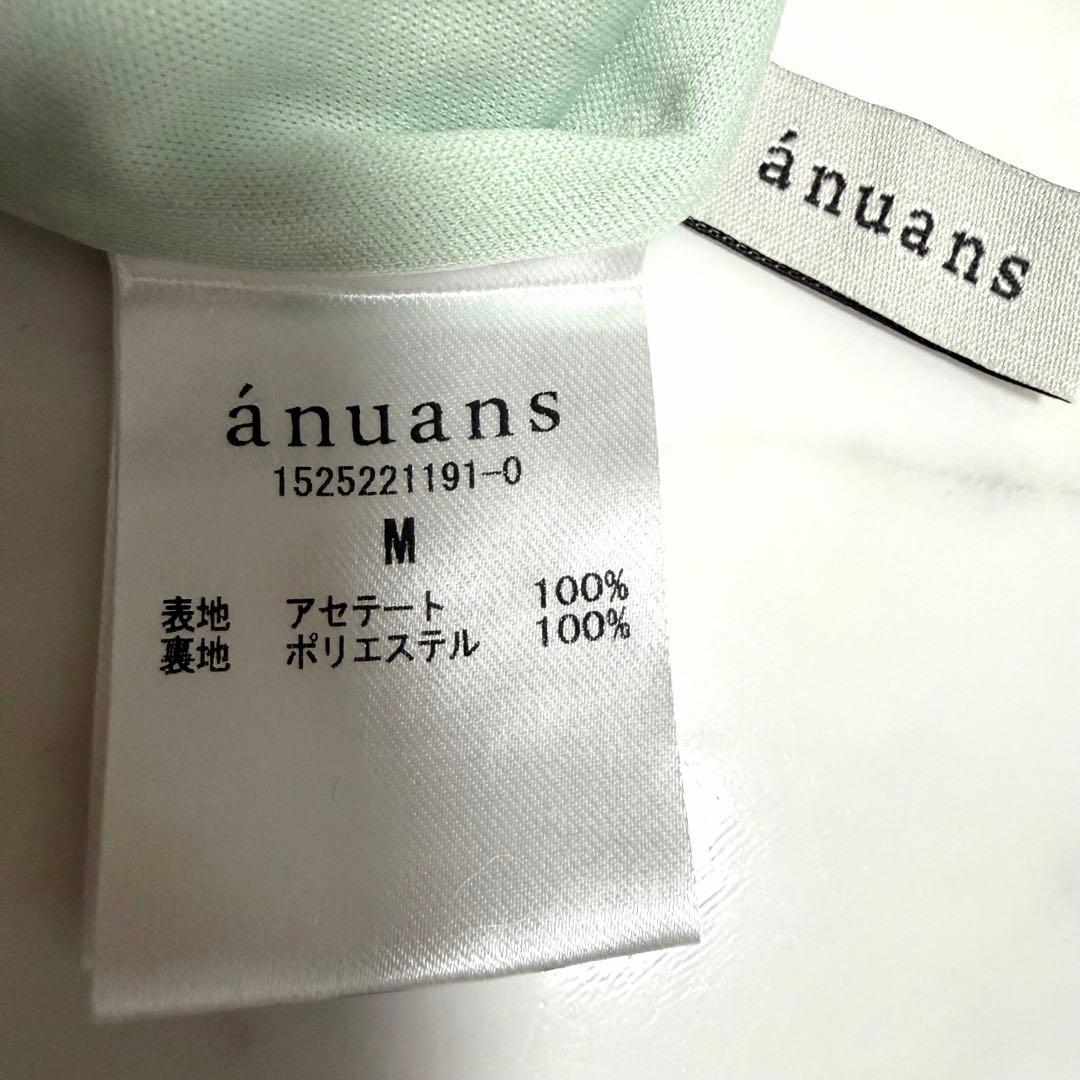 ánuans
ánuans
1525221191-0
M
表地 アセテート 100%
裏地 ポリエステル 100%